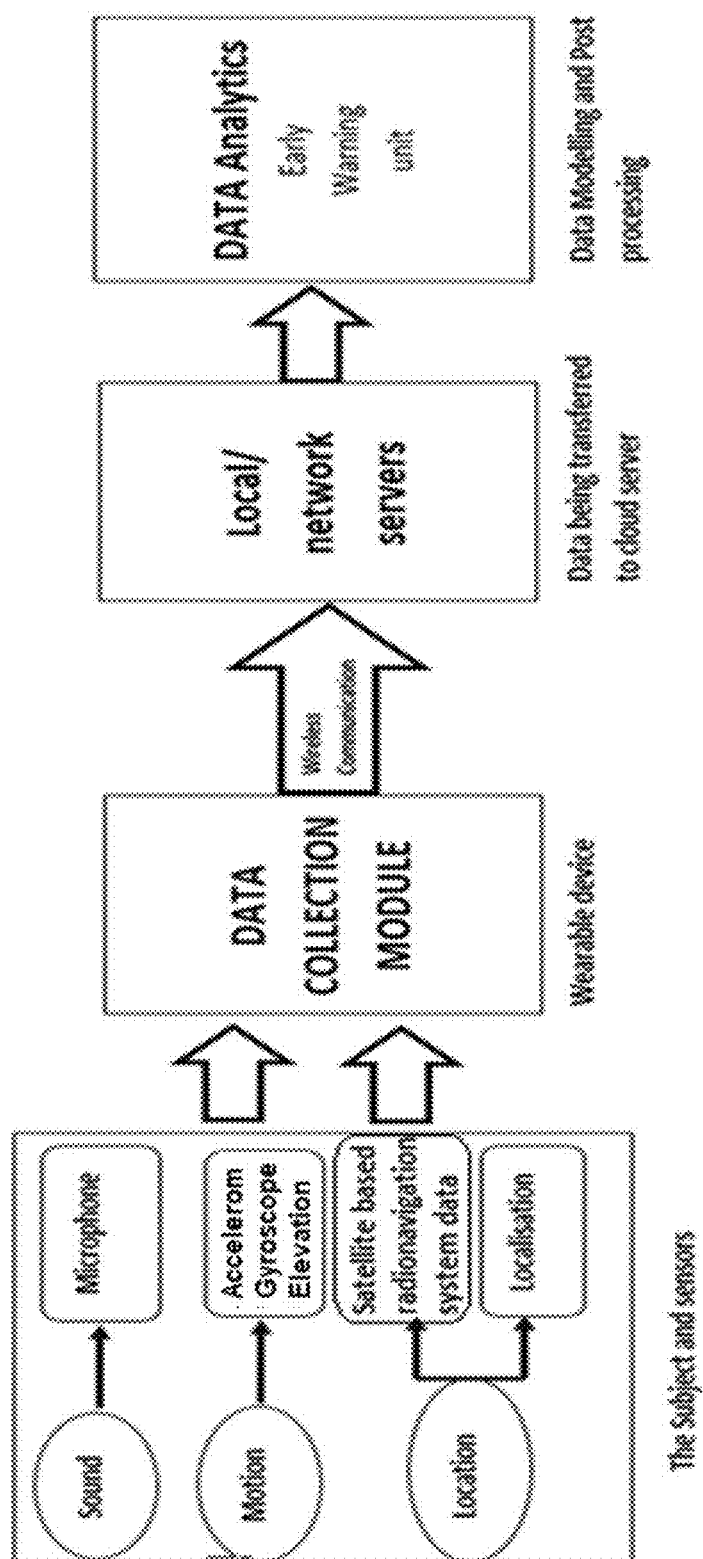 Sound
Microphone
Motion
Accelerom
Gyroscope
Elevation
Location
Satellite based
radionavigation
system data
Localisation
The Subject and sensors
DATA
COLLECTION
MODULE
Wearable device
Wireless
Communication
Local/
network
servers
Data being transferred
to cloud server
DATA Analytics
Early
Warning
unit
Data Modelling and Post
processing